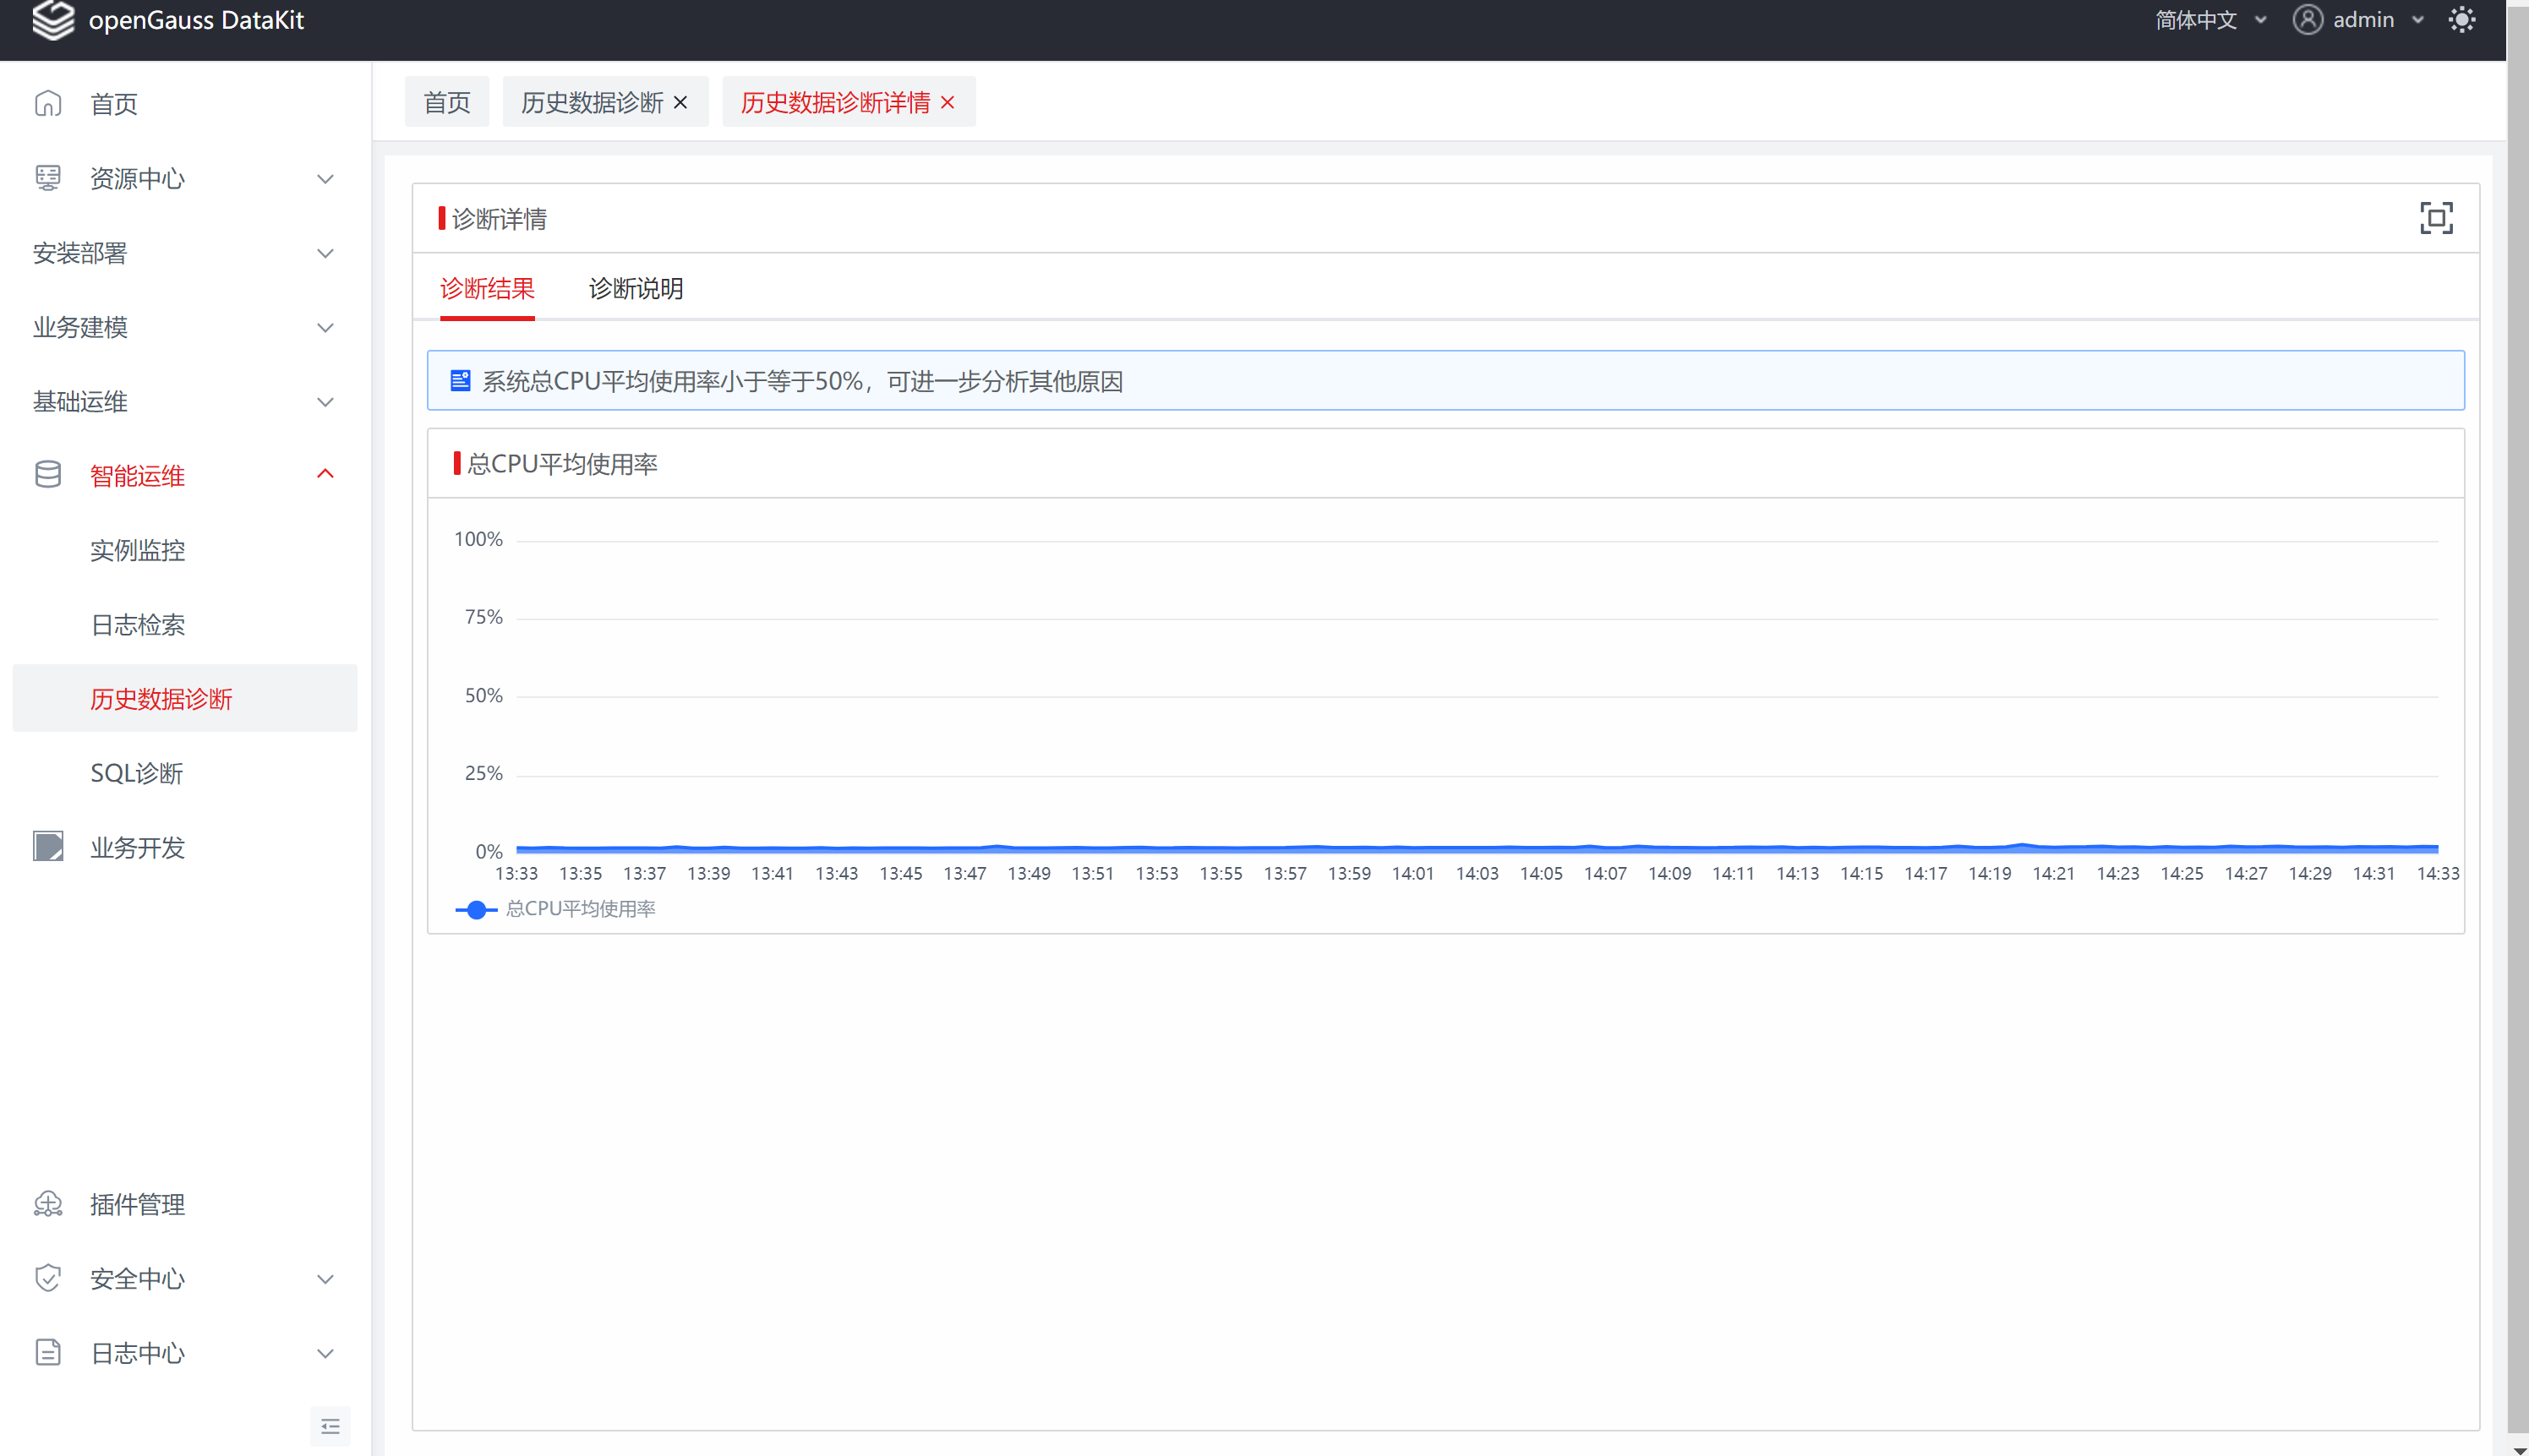 openGauss DataKit
简体中文
admin
首页
资源中心
安装部署
业务建模
基础运维
智能运维
实例监控
日志检索
历史数据诊断
SQL诊断
业务开发
插件管理
安全中心
日志中心
首页 历史数据诊断 历史数据诊断详情
诊断详情
诊断结果 诊断说明
系统总CPU平均使用率小于等于50%，可进一步分析其他原因
总CPU平均使用率
100%
75%
50%
25%
0%
13:33 13:35 13:37 13:39 13:41 13:43 13:45 13:47 13:49 13:51 13:53 13:55 13:57 13:59 14:01 14:03 14:05 14:07 14:09 14:11 14:13 14:15 14:17 14:19 14:21 14:23 14:25 14:27 14:29 14:31 14:33
总CPU平均使用率